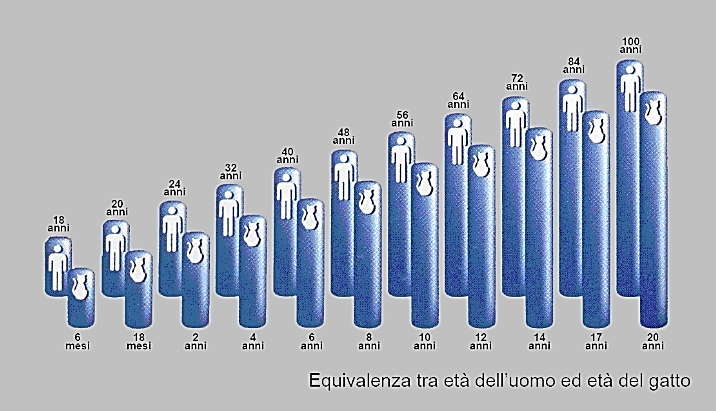 18
anni
20
anni
24
anni
32
anni
40
anni
48
anni
56
anni
64
anni
72
anni
84
anni
100
anni
6
mesi
18
mesi
2
anni
4
anni
6
anni
8
anni
10
anni
12
anni
14
anni
17
anni
20
anni
Equivalenza tra età dell'uomo ed età del gatto